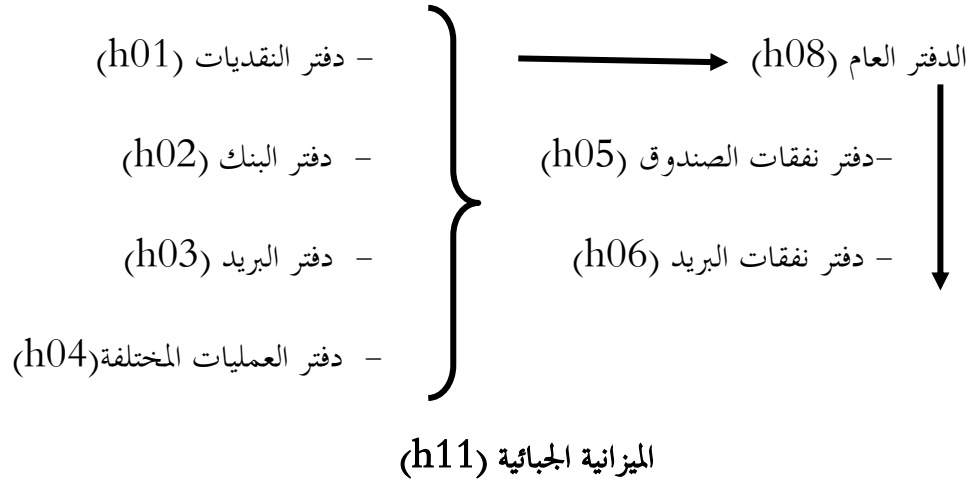 الدفتر العام (h08)
- دفتر النقديات (h01)
-دفتر نفقات الصندوق (h05)
- دفتر البنك (h02)
- دفتر نفقات البريد (h06)
- دفتر البريد (h03)
- دفتر العمليات المختلفة(h04)
الميزانية الجبائية (h11)